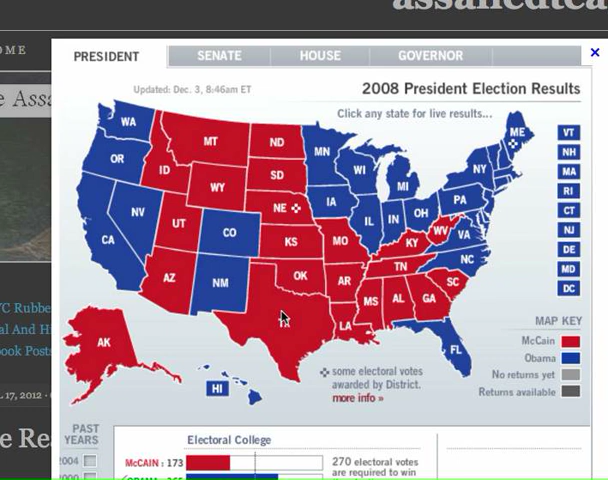 OME
PRESIDENT
SENATE
HOUSE
GOVERNOR
Updated: Dec. 3, 8:46am ET
2008 President Election Results
Click any state for live results...
WA
MT
ND
MN
ME
VT
OR
ID
SD
WI
MI
NY
NH
WY
MA
NV
NE
IA
PA
RI
UT
CO
IL
IN
OH
CT
CA
KS
MO
KY
WV
VA
NJ
AZ
NM
OK
AR
TN
NC
DE
MS
AL
GA
SC
MD
LA
DC
AK
FL
HI
MAP KEY
McCain
Obama
No returns yet
Returns available
some electoral votes
awarded by District.
more info »
YC Rubbe
al And Hi
ook Posts
17, 2012
e Re
PAST
YEARS
2004
Electoral College
McCAIN : 173
270 electoral votes
are required to win